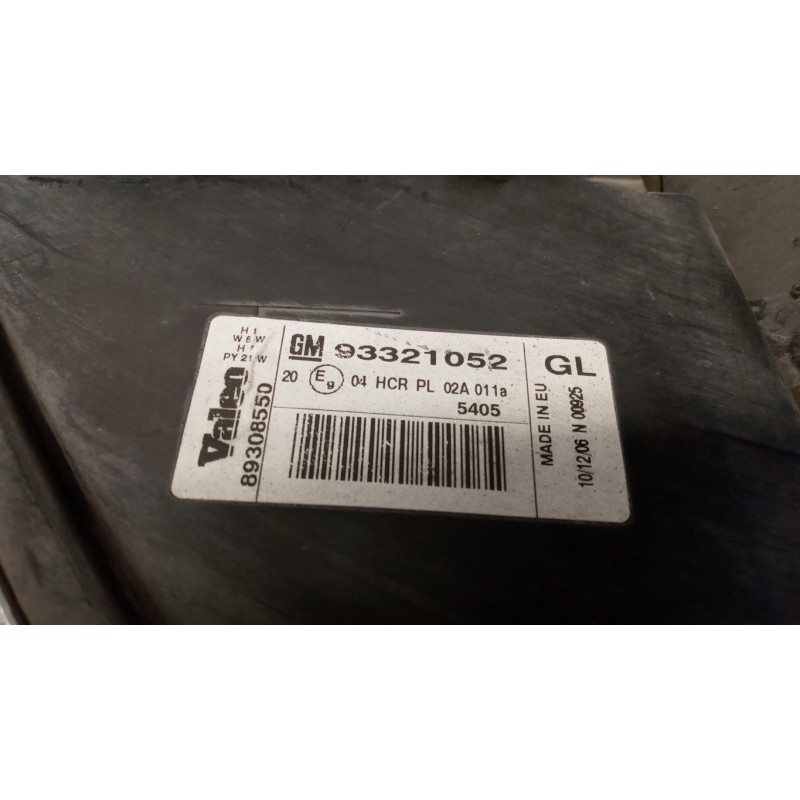 H1
W5W
PY21W
Valeo
89308550
GM 93321052
20 E9 04 HCR PL 02A 011a
5405
GL
MADE IN EU
10/12/06 N 00925